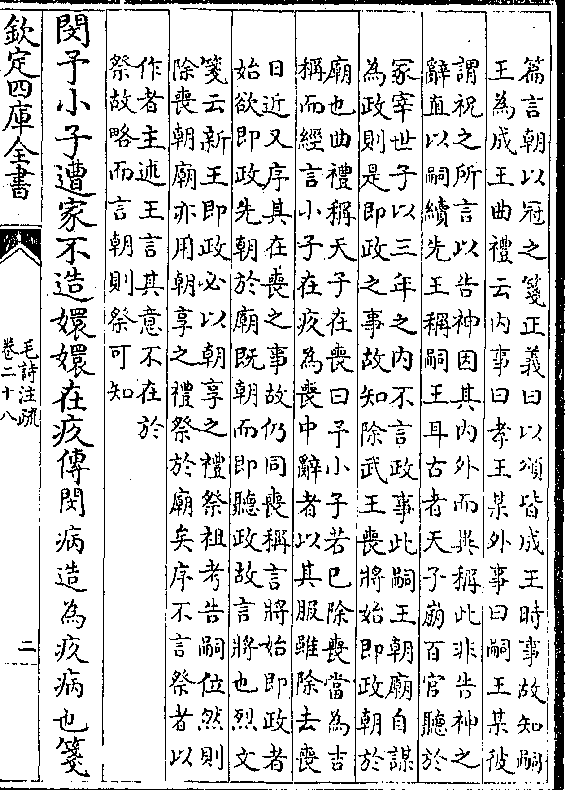 篇言朝以冠之箋正義曰以頌皆成王時事故知嗣
王為成王曲禮云内事曰孝王某外事曰嗣王某彼
謂祝之所言以告神因其内外而異稱此非告神之
辭直以嗣續先王稱嗣王耳古者天子崩百官聽於
冡宰世子以三年之内不言政事此嗣王朝廟自謀
為政則是即政之事故知除武王喪將始即政朝於
廟也曲禮稱天子在喪曰予小子若已除喪當為吉
稱而經言小子在疚為喪中辭者以其服雖除去喪
日近又序其在喪之事故仍同喪稱言將始即政者
始欲即政先朝於廟既朝而即聽政故言將也烈文
箋云新王即政必以朝享之禮祭祖考告嗣位然則
除喪朝廟亦用朝享之禮祭於廟矣序不言祭者以
作者主述王言其意不在於
祭故略而言朝則祭可知
閔予小子遭家不造嬛嬛在疚傳閔病造為疚病也箋
欽定四庫全書
毛詩注疏
卷二十八
二